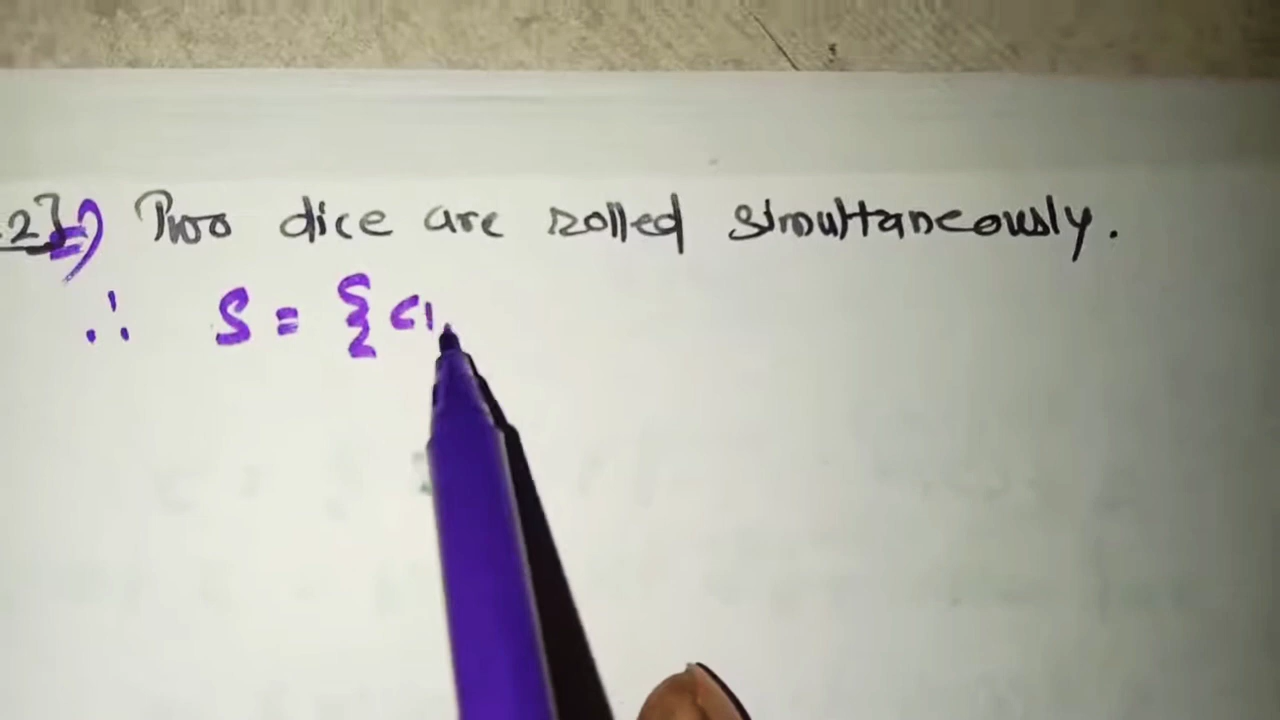 2] Two dice are rolled simultaneously.
∴ S = { (1